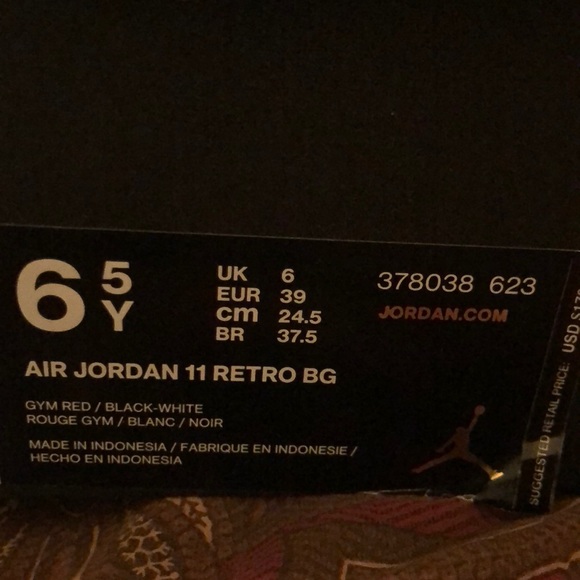 6 5 Y
UK 6
EUR 39
cm 24.5
BR 37.5
378038 623
JORDAN.COM
AIR JORDAN 11 RETRO BG
GYM RED / BLACK-WHITE
ROUGE GYM / BLANC / NOIR
MADE IN INDONESIA / FABRIQUE EN INDONESIE /
HECHO EN INDONESIA
SUGGESTED RETAIL PRICE: USD